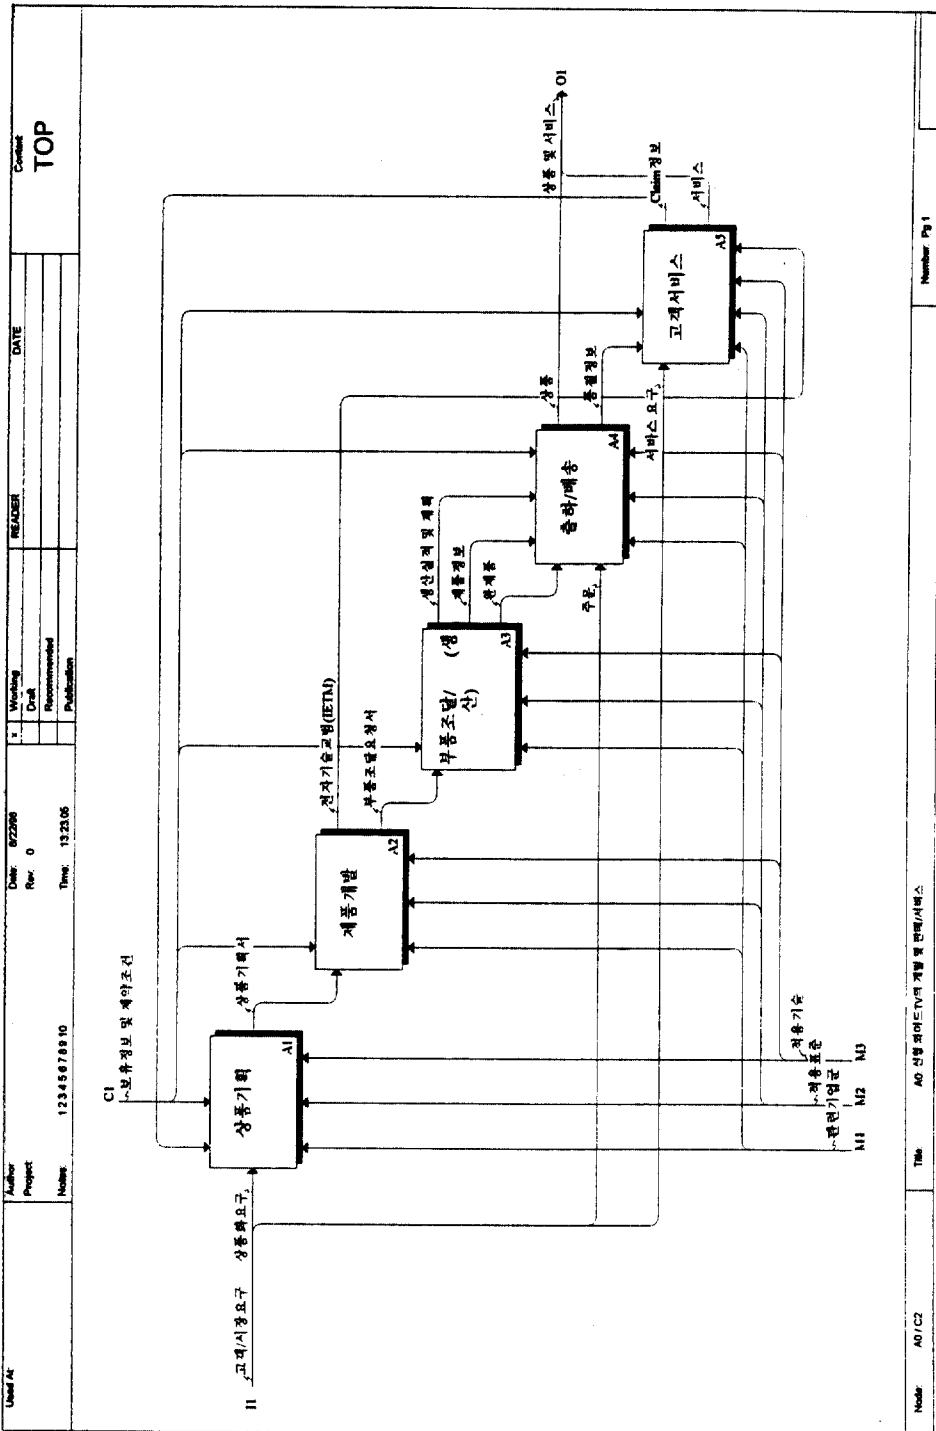 Used At:
Author
Project
Notes: 1 2 3 4 5 6 7 8 9 10
Date: 8/22/98
Rev. 0
Time: 13:23:05
x Working
Draft
Recommended
Publication
READER
DATE
Context
TOP
C1
보유정보 및 제약조건
I1
고객/시장요구
상품화요구
상품기획
A1
상품기획서
제품개발
A2
전자기술교범(IETM)
부품조달요청서
부품조달/ (생
산)
A3
생산실적 및 계획
제품정보
완제품
주문
출하/배송
A4
상품
품질정보
서비스 요구
고객서비스
A5
Claim정보
서비스
상품 및 서비스
O1
적용기술
적용표준
관련기업군
M1
M2
M3
Node: A0 / C2
Title: A0 신형 와이드TV의 개발 및 판매/서비스
Number: Pg 1